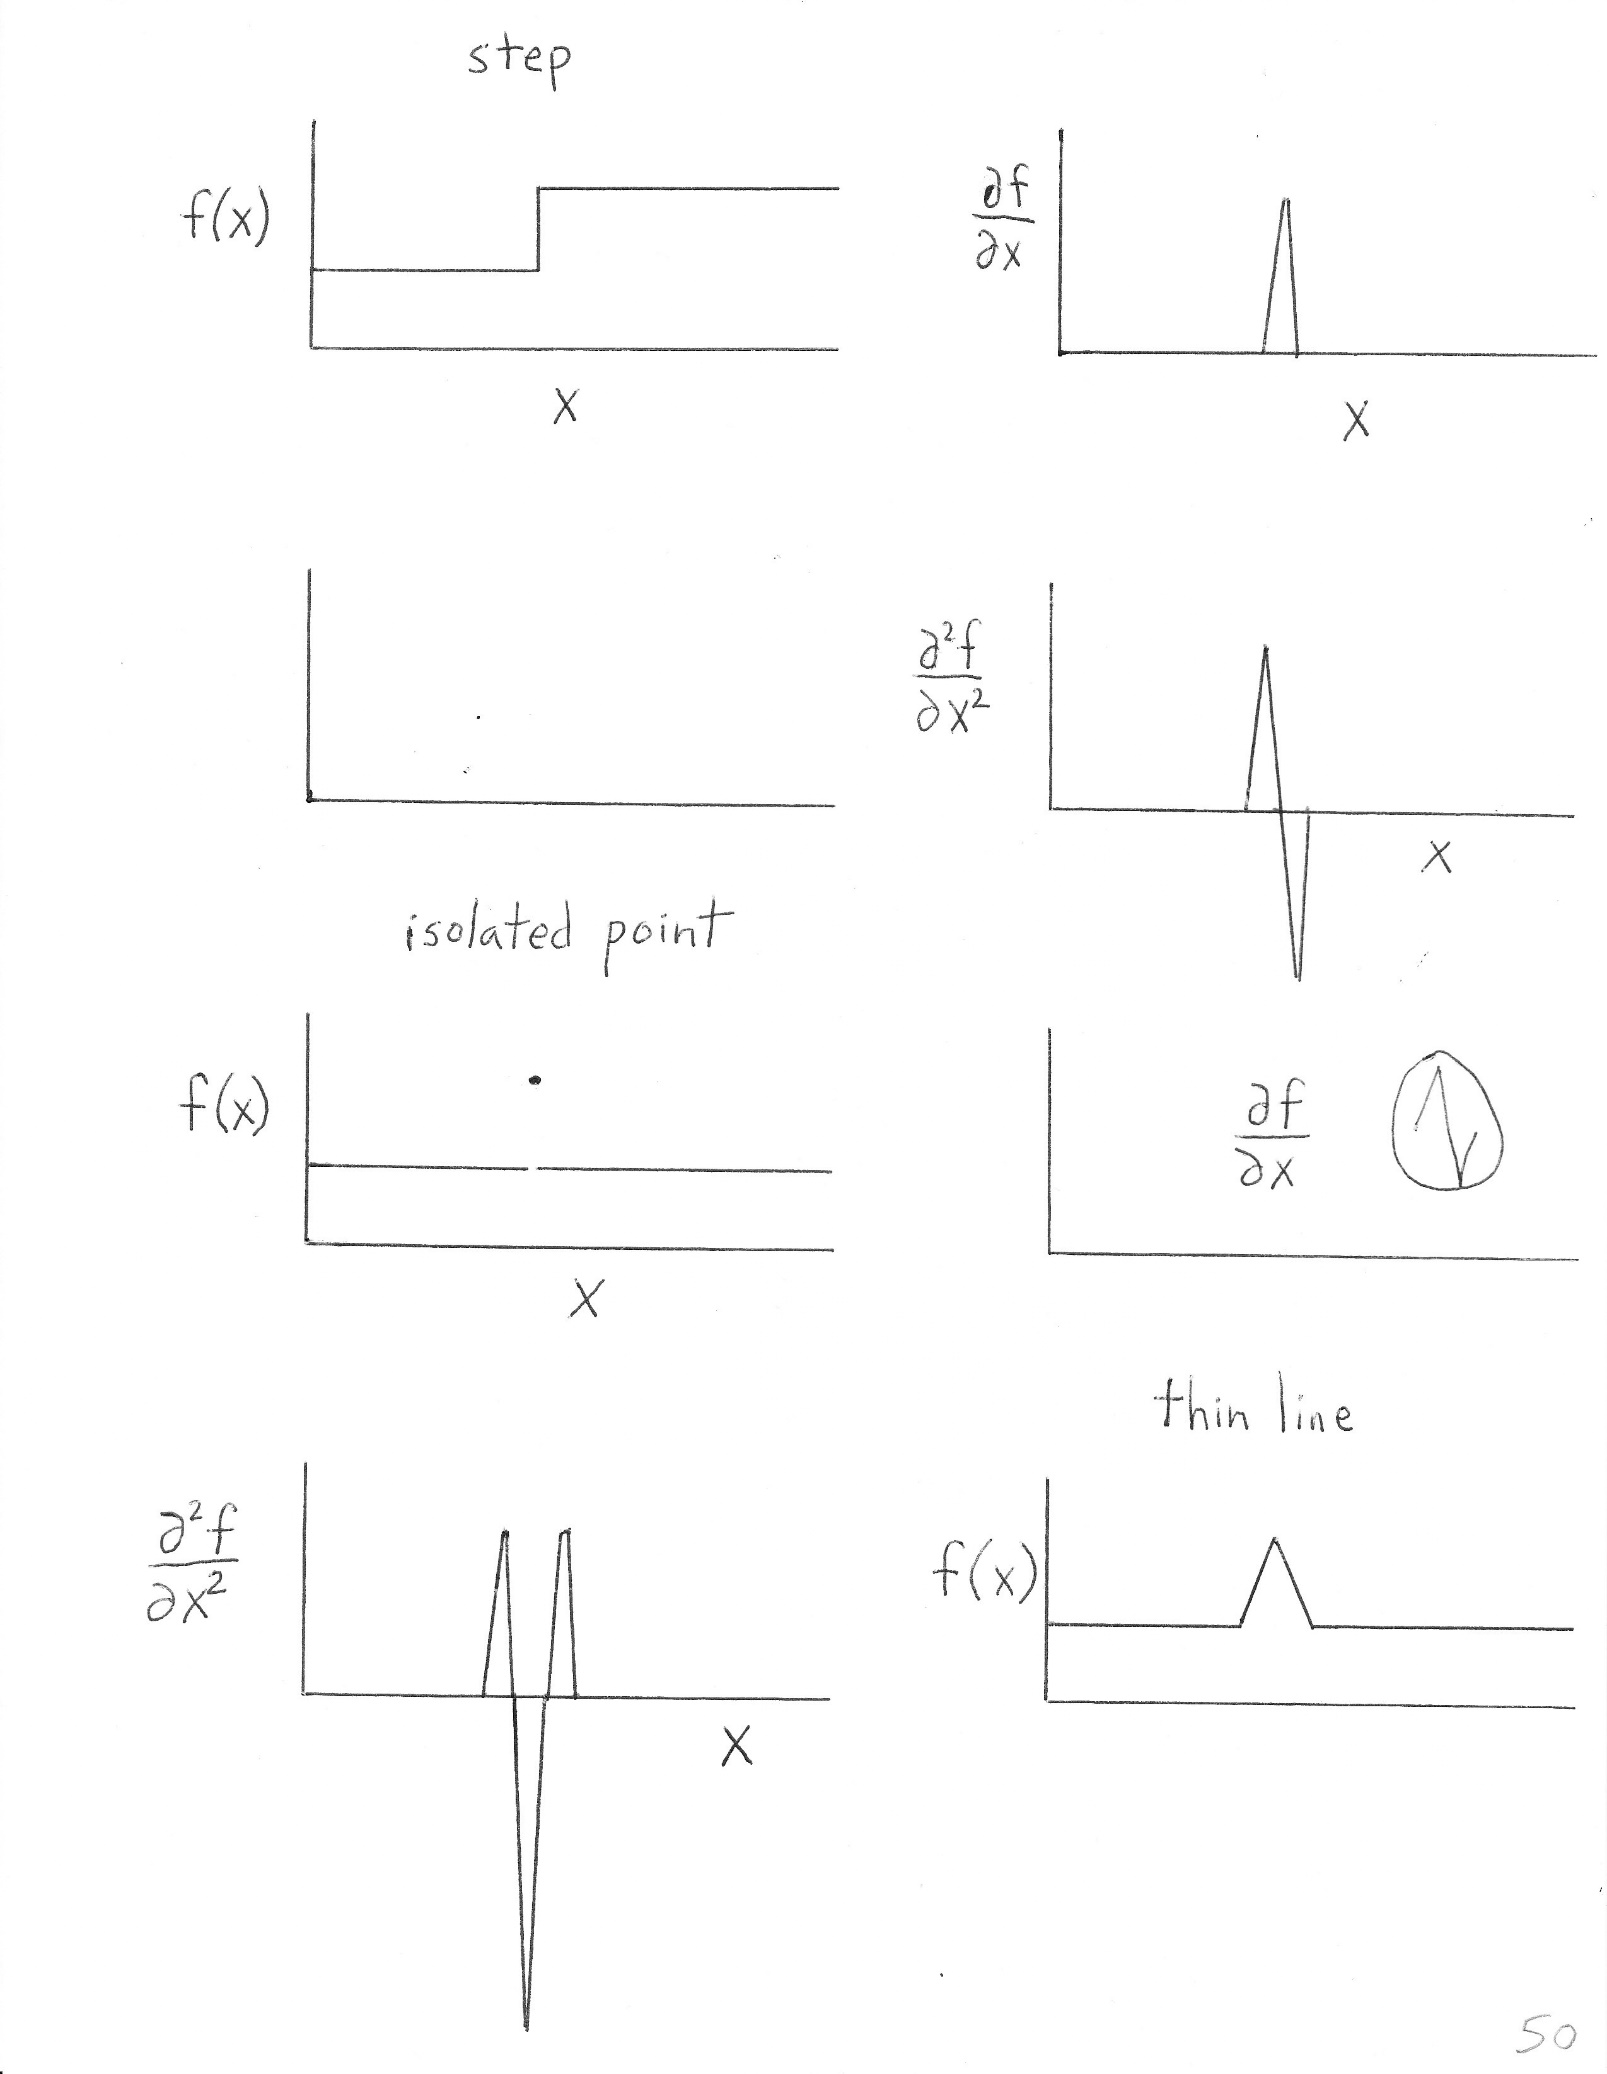 step
f(x)
x
∂f
∂x
x
∂²f
∂x²
x
isolated point
f(x)
x
∂f
∂x
thin line
∂²f
∂x²
x
f(x)
50